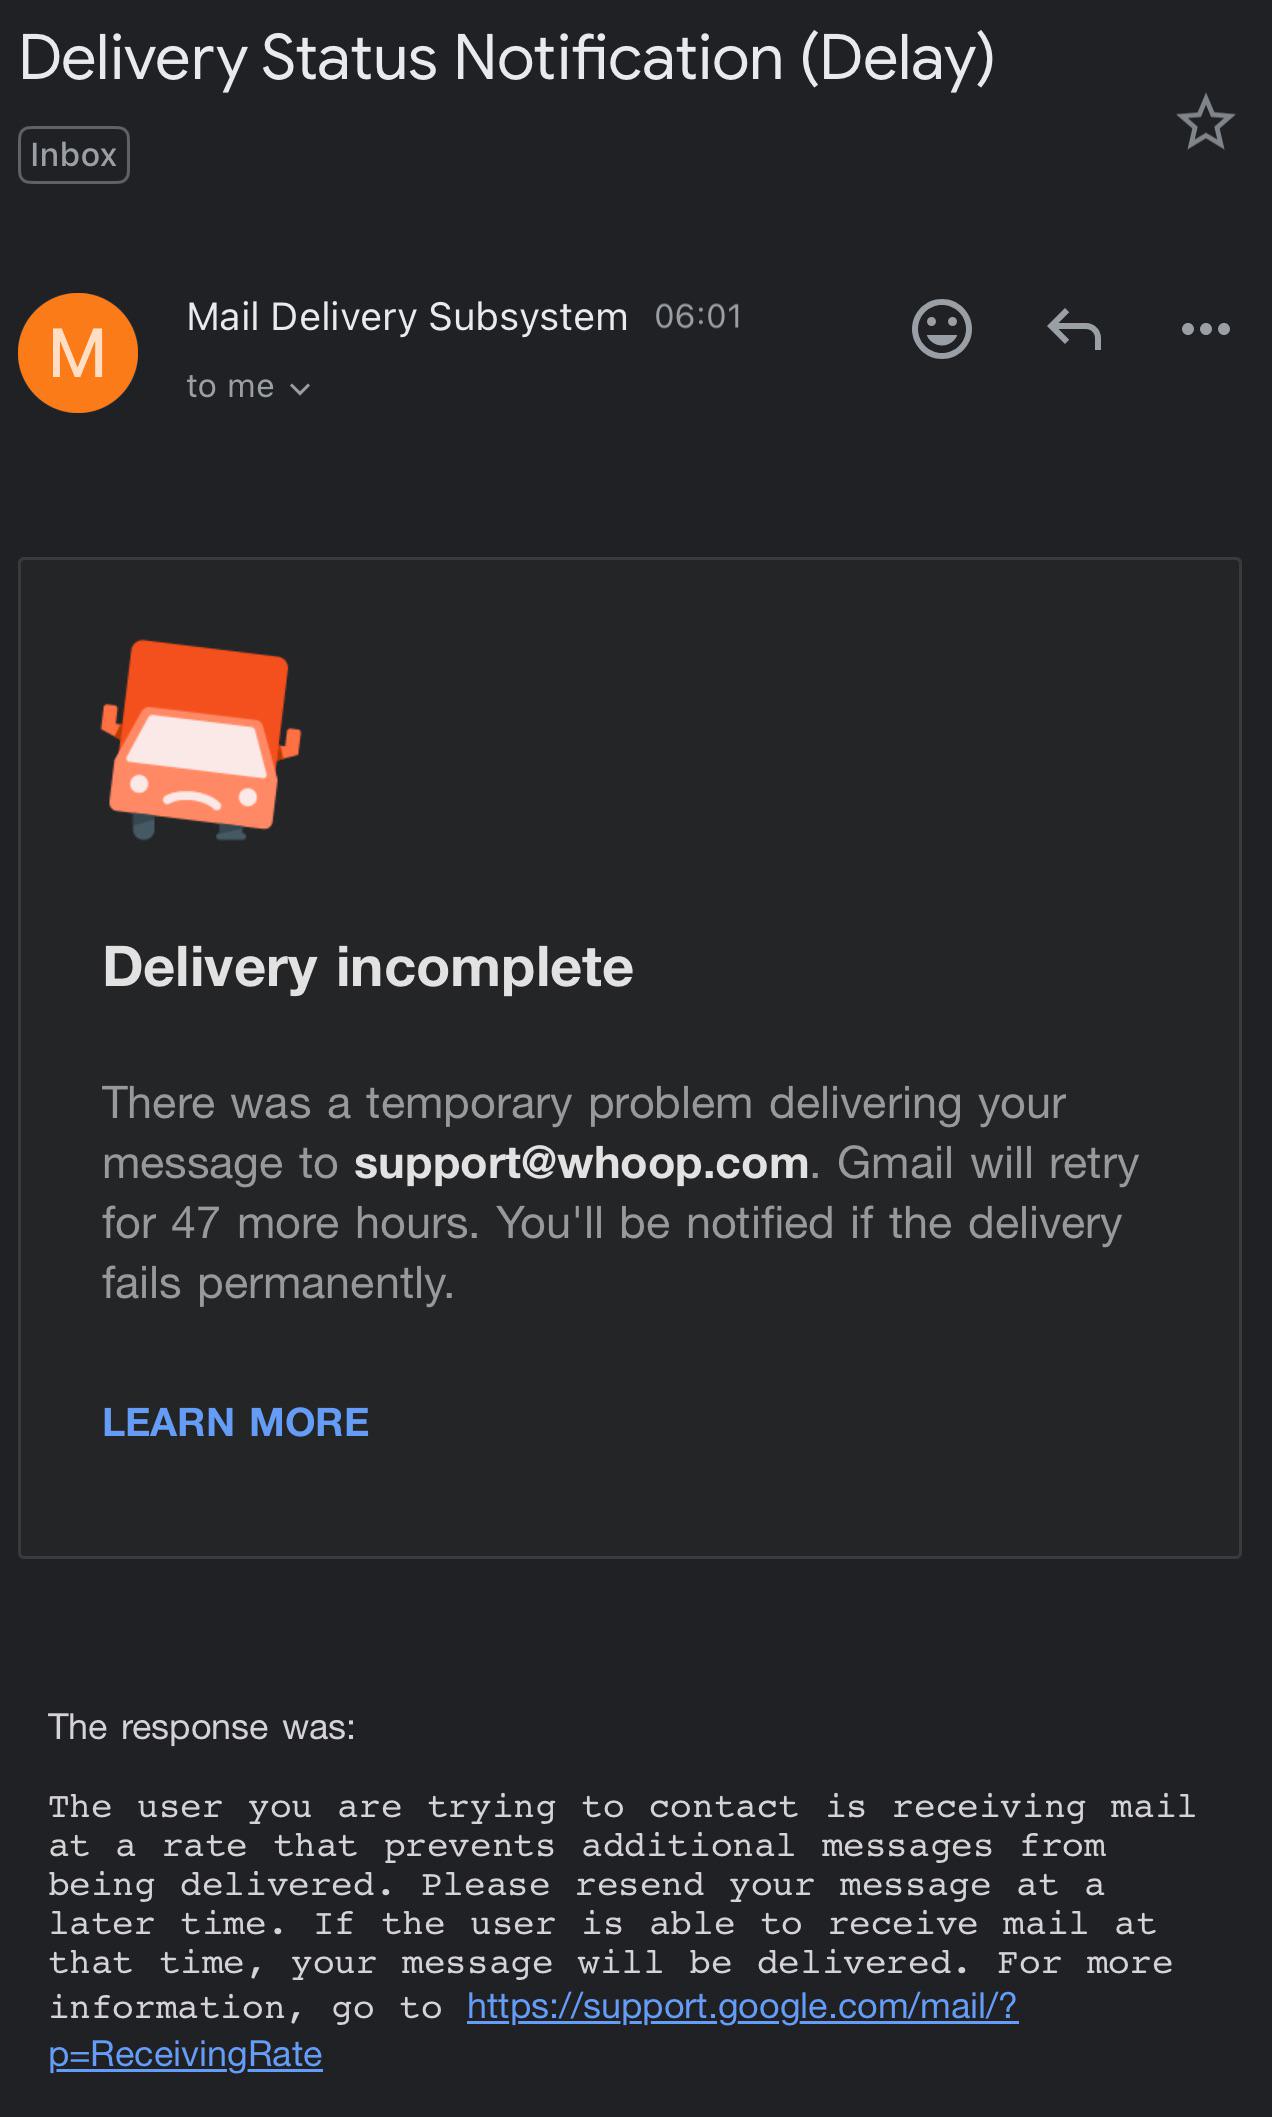 Delivery Status Notification (Delay)
Inbox
M
Mail Delivery Subsystem 06:01
to me
Delivery incomplete
There was a temporary problem delivering your
message to support@whoop.com. Gmail will retry
for 47 more hours. You'll be notified if the delivery
fails permanently.
LEARN MORE
The response was:
The user you are trying to contact is receiving mail
at a rate that prevents additional messages from
being delivered. Please resend your message at a
later time. If the user is able to receive mail at
that time, your message will be delivered. For more
information, go to https://support.google.com/mail/?
p=ReceivingRate